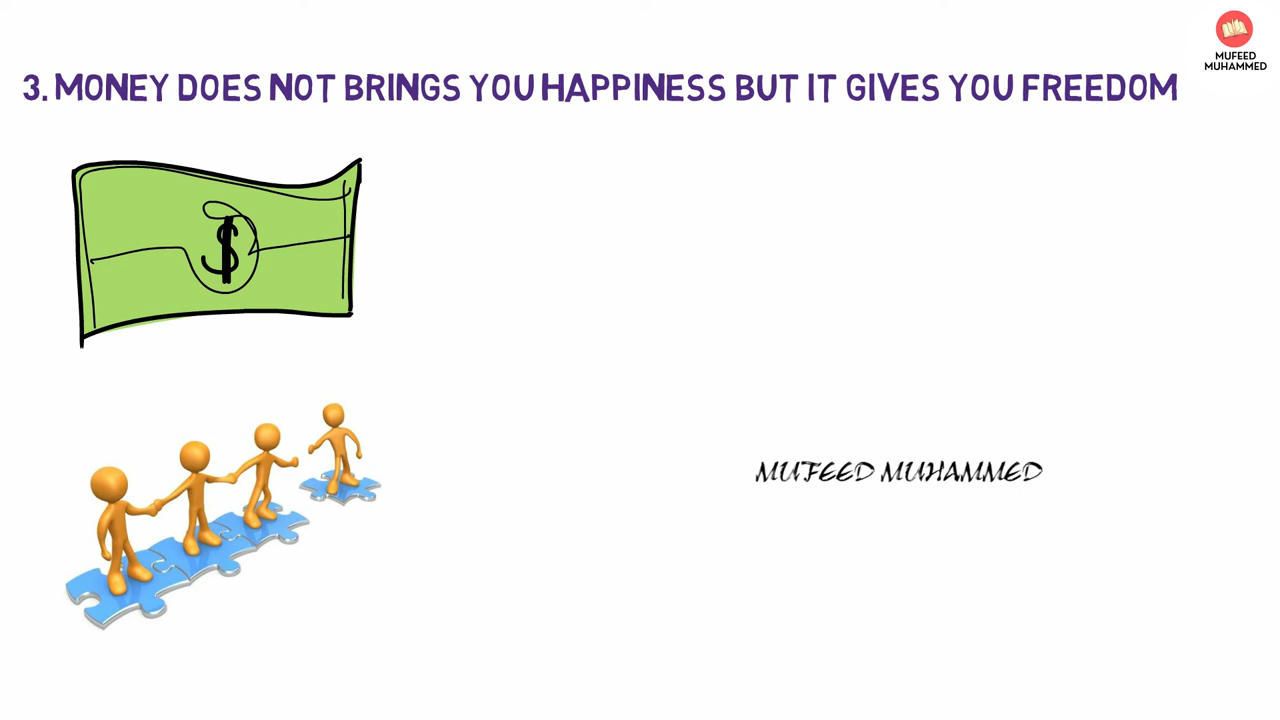 MUFEED
MUHAMMED
3. MONEY DOES NOT BRINGS YOU HAPPINESS BUT IT GIVES YOU FREEDOM
$
MUFEED MUHAMMED